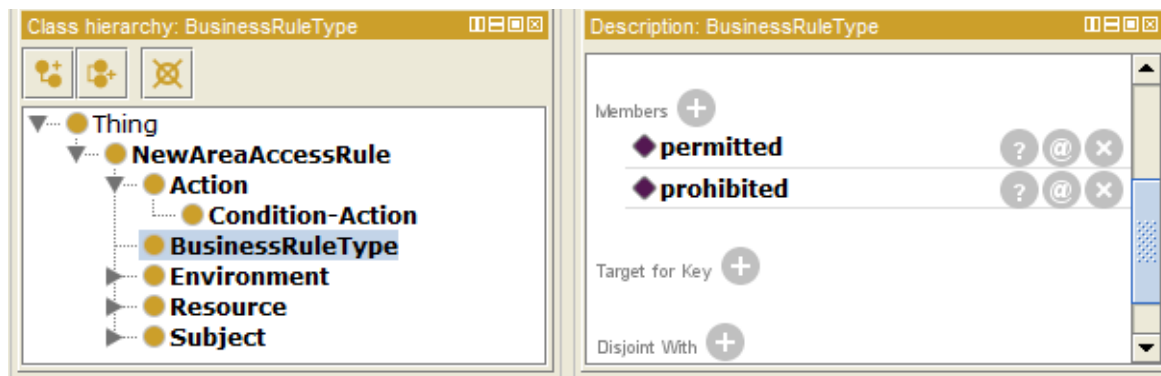 Class hierarchy: BusinessRuleType
Thing
NewAreaAccessRule
Action
Condition-Action
BusinessRuleType
Environment
Resource
Subject
Description: BusinessRuleType
Members
permitted
prohibited
Target for Key
Disjoint With